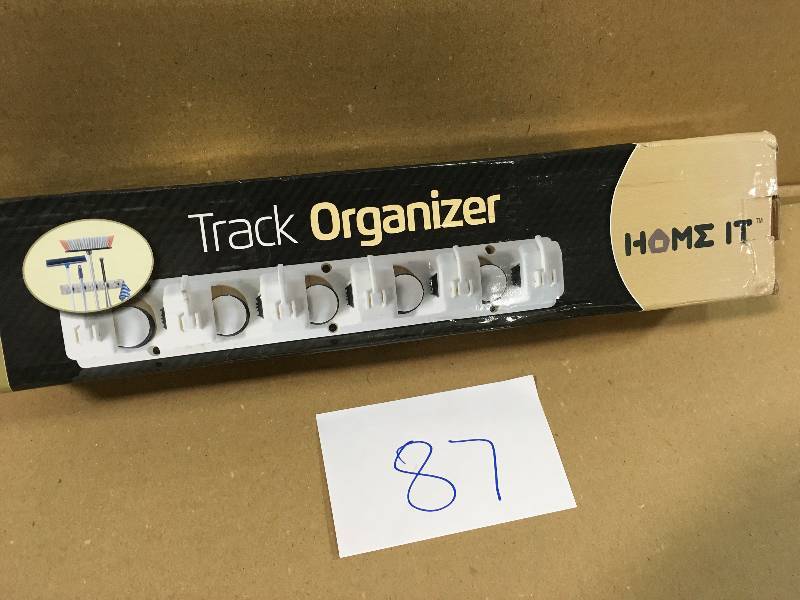 Track Organizer
HOME IT™
87